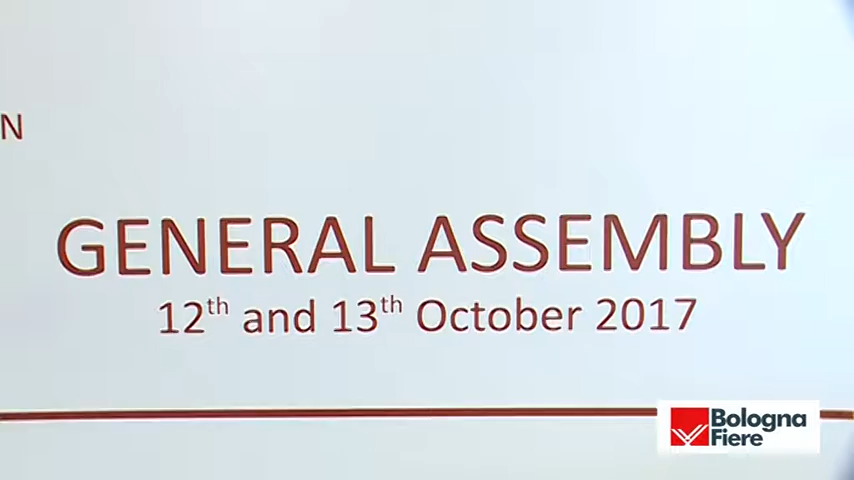 N
GENERAL ASSEMBLY
12th and 13th October 2017
Bologna
Fiere